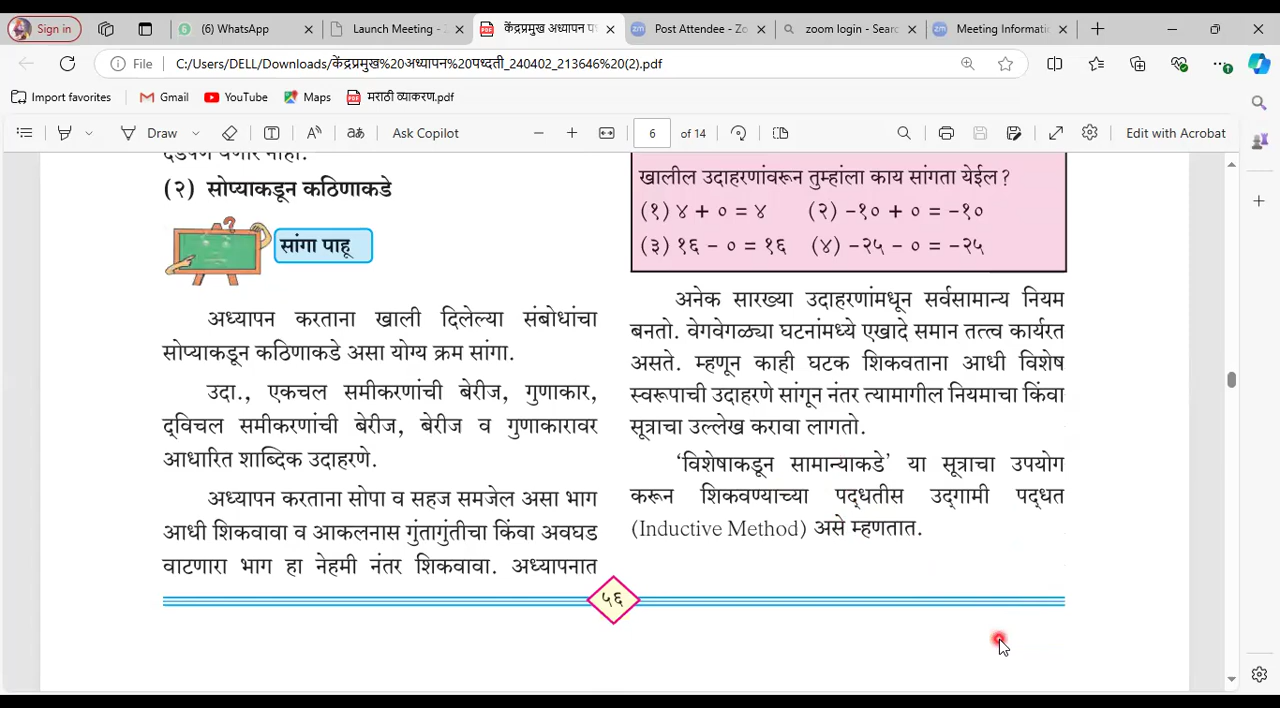 Sign in
(6) WhatsApp
Launch Meeting - Z
केंद्रप्रमुख अध्यापन पध
Post Attendee - Zo
zoom login - Searc
Meeting Informati
File
C:/Users/DELL/Downloads/केंद्रप्रमुख%20अध्यापन%20पध्दती_240402_213646%20(2).pdf
Import favorites
Gmail
YouTube
Maps
मराठी व्याकरण.pdf
Draw
Ask Copilot
6
of 14
Edit with Acrobat
(२) सोप्याकडून कठिणाकडे
सांगा पाहू
अध्यापन करताना खाली दिलेल्या संबोधांचा
सोप्याकडून कठिणाकडे असा योग्य क्रम सांगा.
उदा., एकचल समीकरणांची बेरीज, गुणाकार,
द्‌विचल समीकरणांची बेरीज, बेरीज व गुणाकारावर
आधारित शाब्दिक उदाहरणे.
अध्यापन करताना सोपा व सहज समजेल असा भाग
आधी शिकवावा व आकलनास गुंतागुंतीचा किंवा अवघड
वाटणारा भाग हा नेहमी नंतर शिकवावा. अध्यापनात
खालील उदाहरणांवरून तुम्हांला काय सांगता येईल ?
(१) ४ + ० = ४ (२) -१० + ० = -१०
(३) १६ - ० = १६ (४) -२५ - ० = -२५
अनेक सारख्या उदाहरणांमधून सर्वसामान्य नियम
बनतो. वेगवेगळ्या घटनांमध्ये एखादे समान तत्त्व कार्यरत
असते. म्हणून काही घटक शिकवताना आधी विशेष
स्वरूपाची उदाहरणे सांगून नंतर त्यामागील नियमाचा किंवा
सूत्राचा उल्लेख करावा लागतो.
‘विशेषाकडून सामान्याकडे’ या सूत्राचा उपयोग
करून शिकवण्याच्या पद्‌धतीस उद्‌गामी पद्‌धत
(Inductive Method) असे म्हणतात.
५६